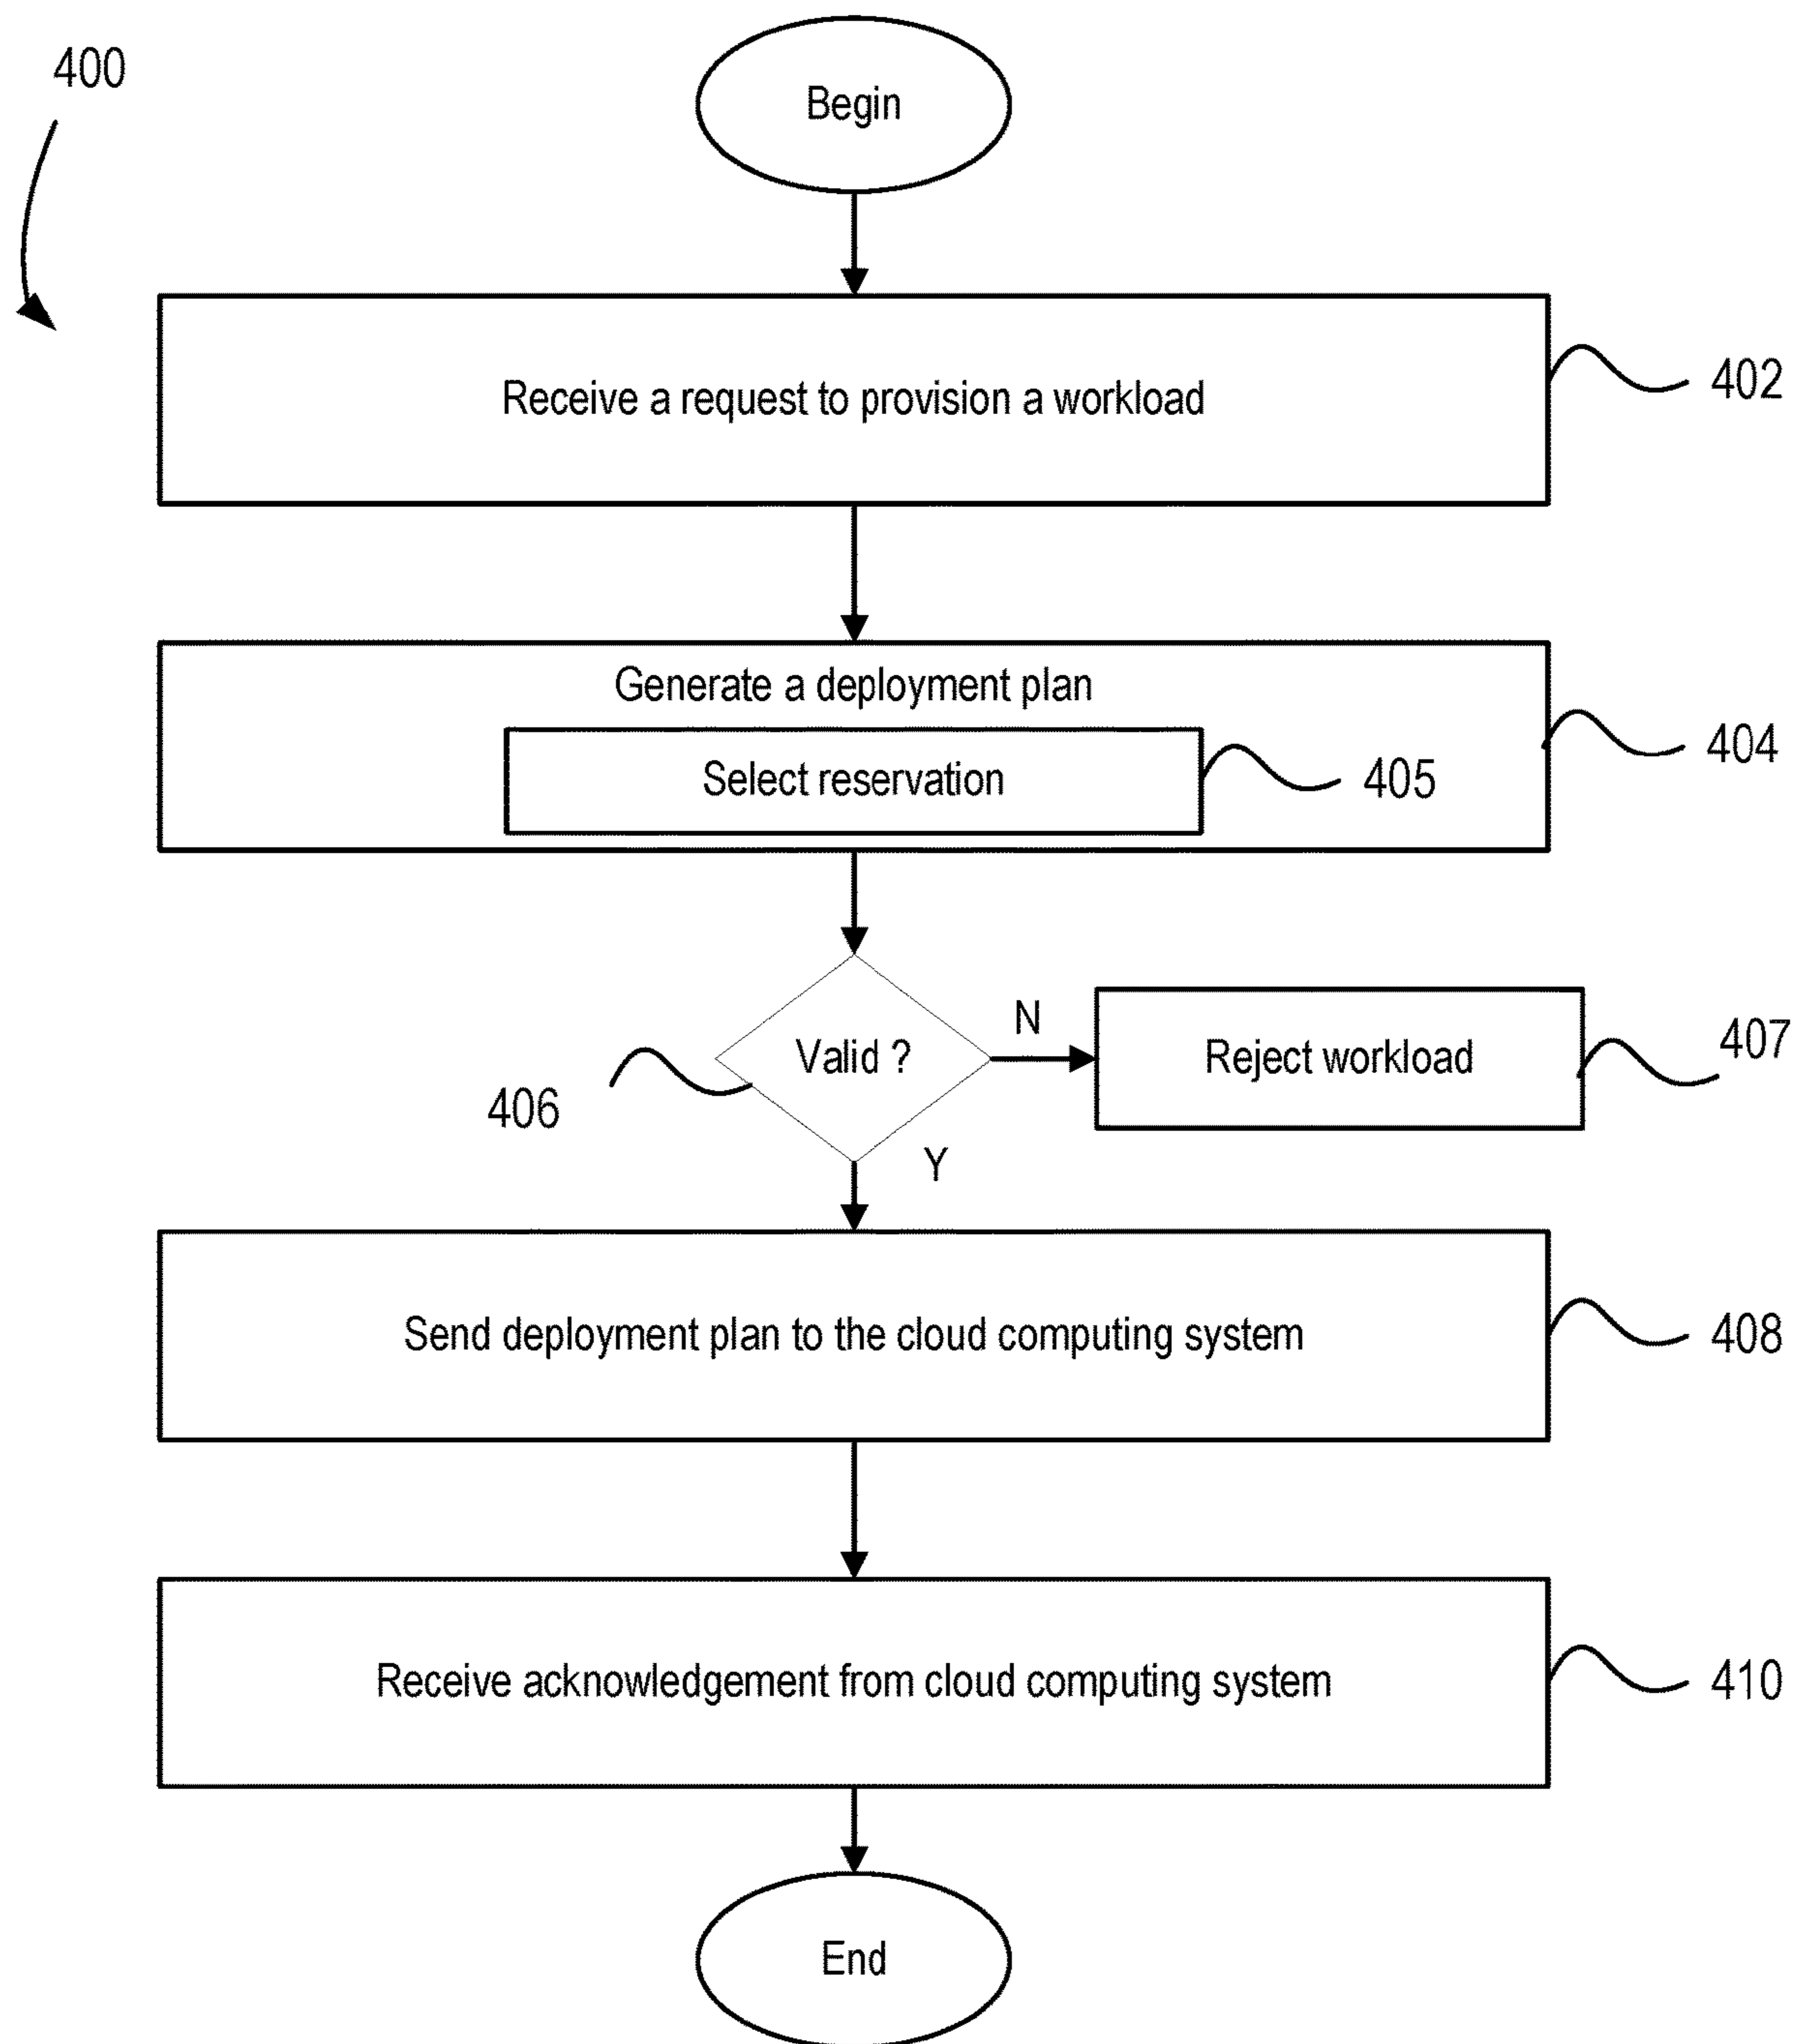 400
Begin
Receive a request to provision a workload
402
Generate a deployment plan
404
Select reservation
405
N
Valid ?
Reject workload
407
406
Y
Send deployment plan to the cloud computing system
408
Receive acknowledgement from cloud computing system
410
End